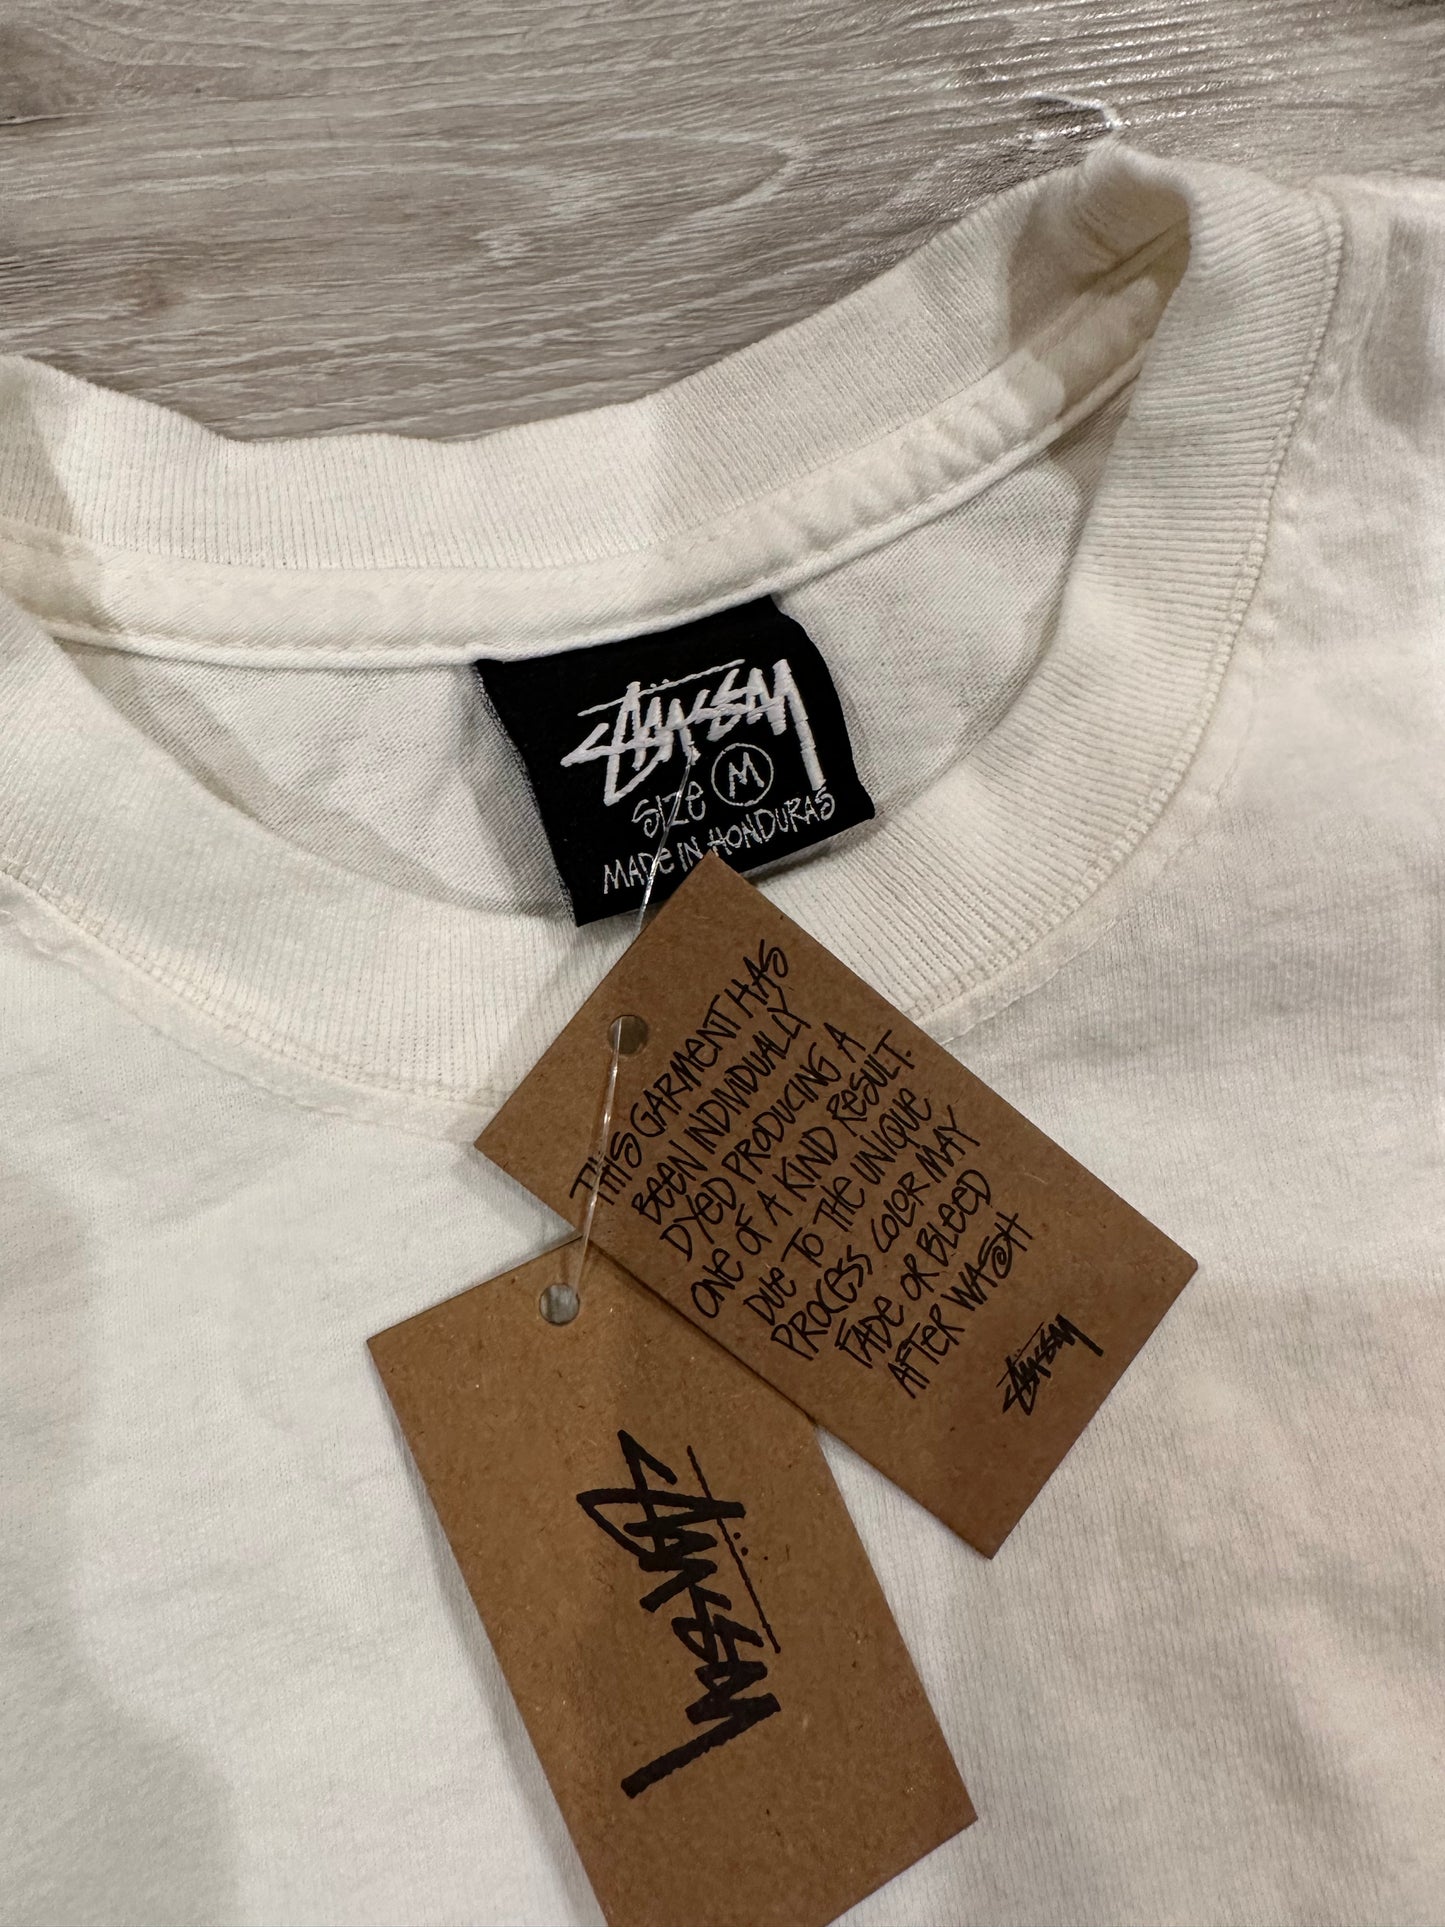 STÜSSY
SIZE M
MADE IN HONDURAS
THIS GARMENT HAS
BEEN INDIVIDUALLY
DYED PRODUCING A
ONE OF A KIND RESULT.
DUE TO THE UNIQUE
PROCESS COLOR MAY
FADE OR BLEED
AFTER WASH
STÜSSY
STÜSSY